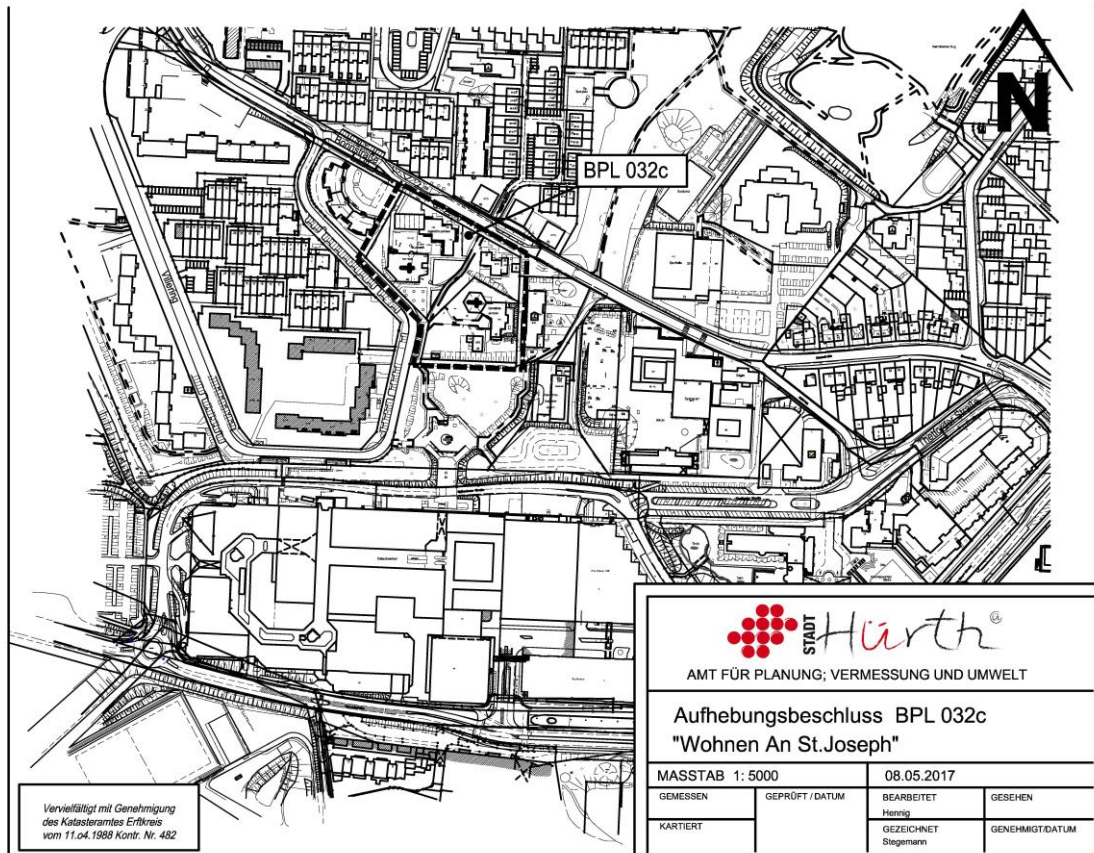 N
BPL 032c
Villering
STADT Hürth
AMT FÜR PLANUNG; VERMESSUNG UND UMWELT
Aufhebungsbeschluss BPL 032c
"Wohnen An St.Joseph"
MASSTAB 1: 5000
08.05.2017
GEMESSEN
GEPRÜFT / DATUM
BEARBEITET
Hennig
GESEHEN
KARTIERT
GEZEICHNET
Stegemann
GENEHMIGT/DATUM
Vervielfältigt mit Genehmigung
des Katasteramtes Erftkreis
vom 11.o4.1988 Kontr. Nr. 482